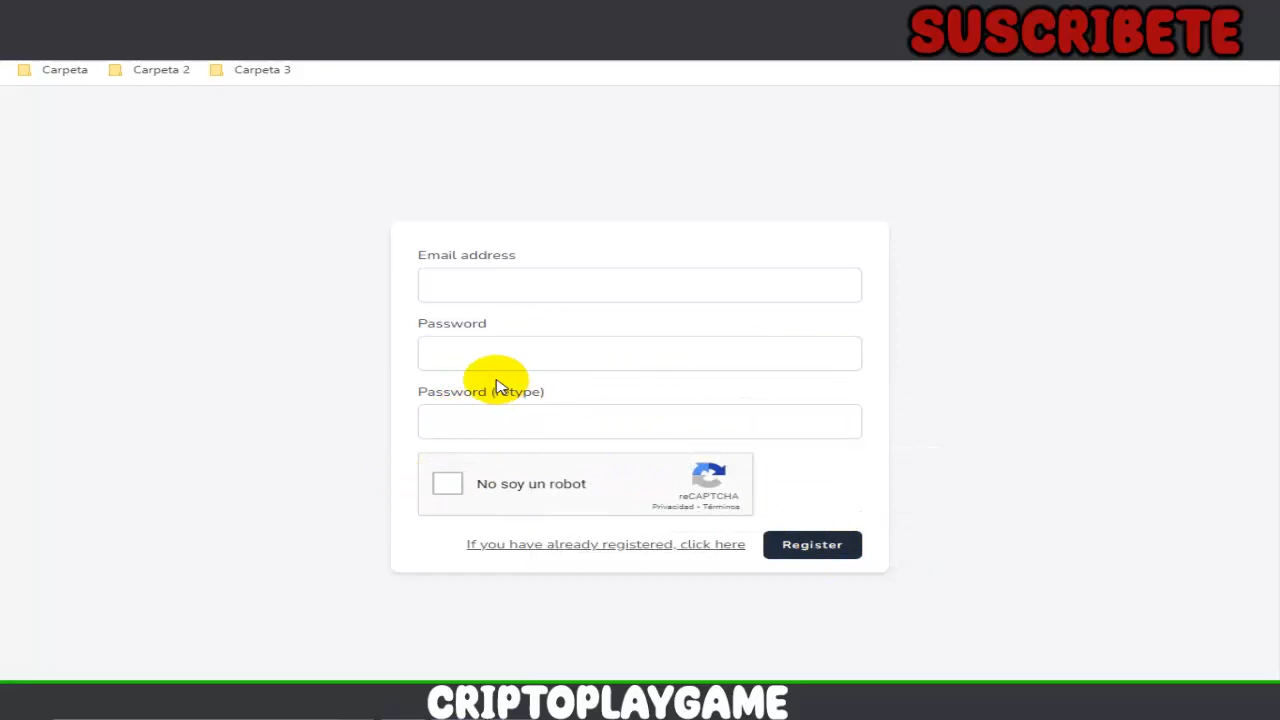 SUSCRIBETE
Carpeta Carpeta 2 Carpeta 3
Email address
Password
Password (retype)
No soy un robot
reCAPTCHA
Privacidad - Términos
If you have already registered, click here Register
CRIPTOPLAYGAME